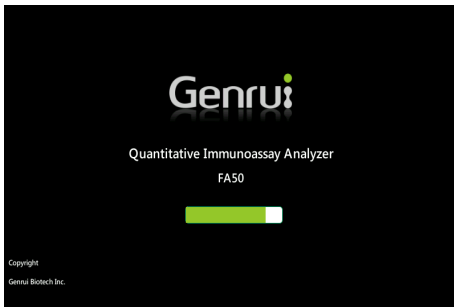 Genrui
Quantitative Immunoassay Analyzer
FA50
Copyright
Genrui Biotech Inc.